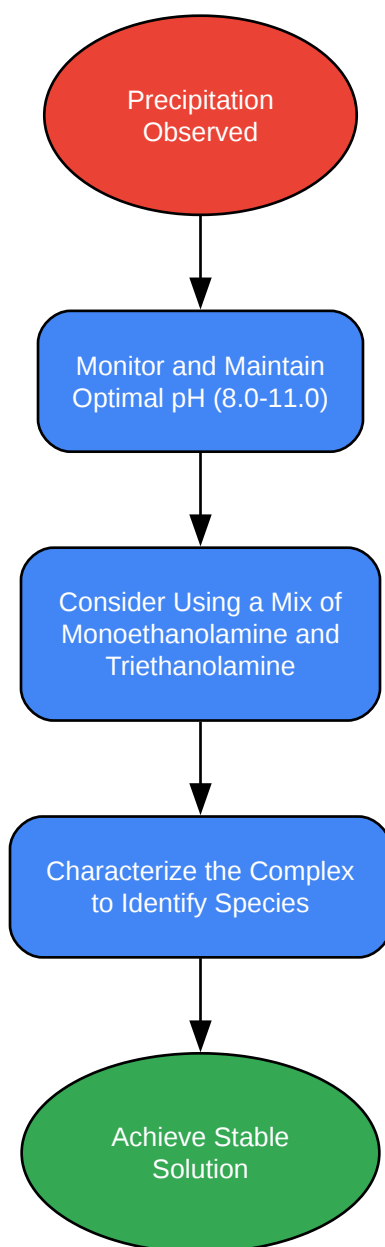 Precipitation
Observed
Monitor and Maintain
Optimal pH (8.0-11.0)
Consider Using a Mix of
Monoethanolamine and
Triethanolamine
Characterize the Complex
to Identify Species
Achieve Stable
Solution